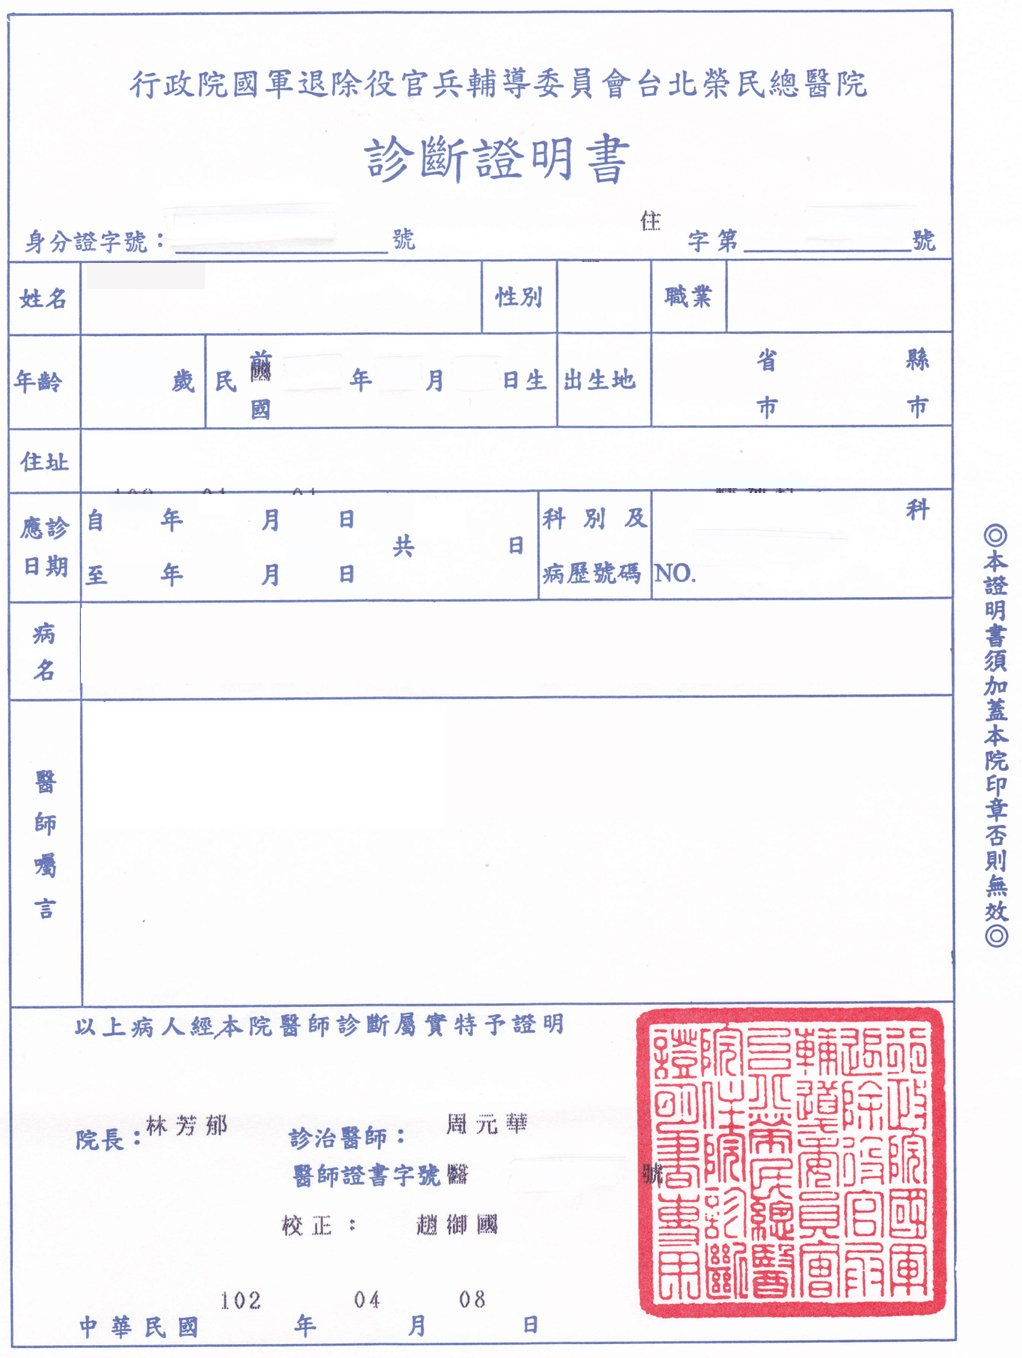 行政院國軍退除役官兵輔導委員會台北榮民總醫院
診斷證明書
住
身分證字號： 號 字第 號
姓名 性別 職業
年齡 歲 民前國 年 月 日生 出生地 省市 縣市
住址
應診日期 自 年 月 日 共 日 科別及 科
至 年 月 日 病歷號碼 NO.
病名
醫師囑言
◎本證明書須加蓋本院印章否則無效◎
以上病人經本院醫師診斷屬實特予證明
院長：林芳郁 診治醫師： 周元華
醫師證書字號 醫 號
校正： 趙御國
102 04 08
中華民國 年 月 日
行政院國軍
退除役官兵
輔導委員會
台北榮民總醫
院住院診斷
證明書專用